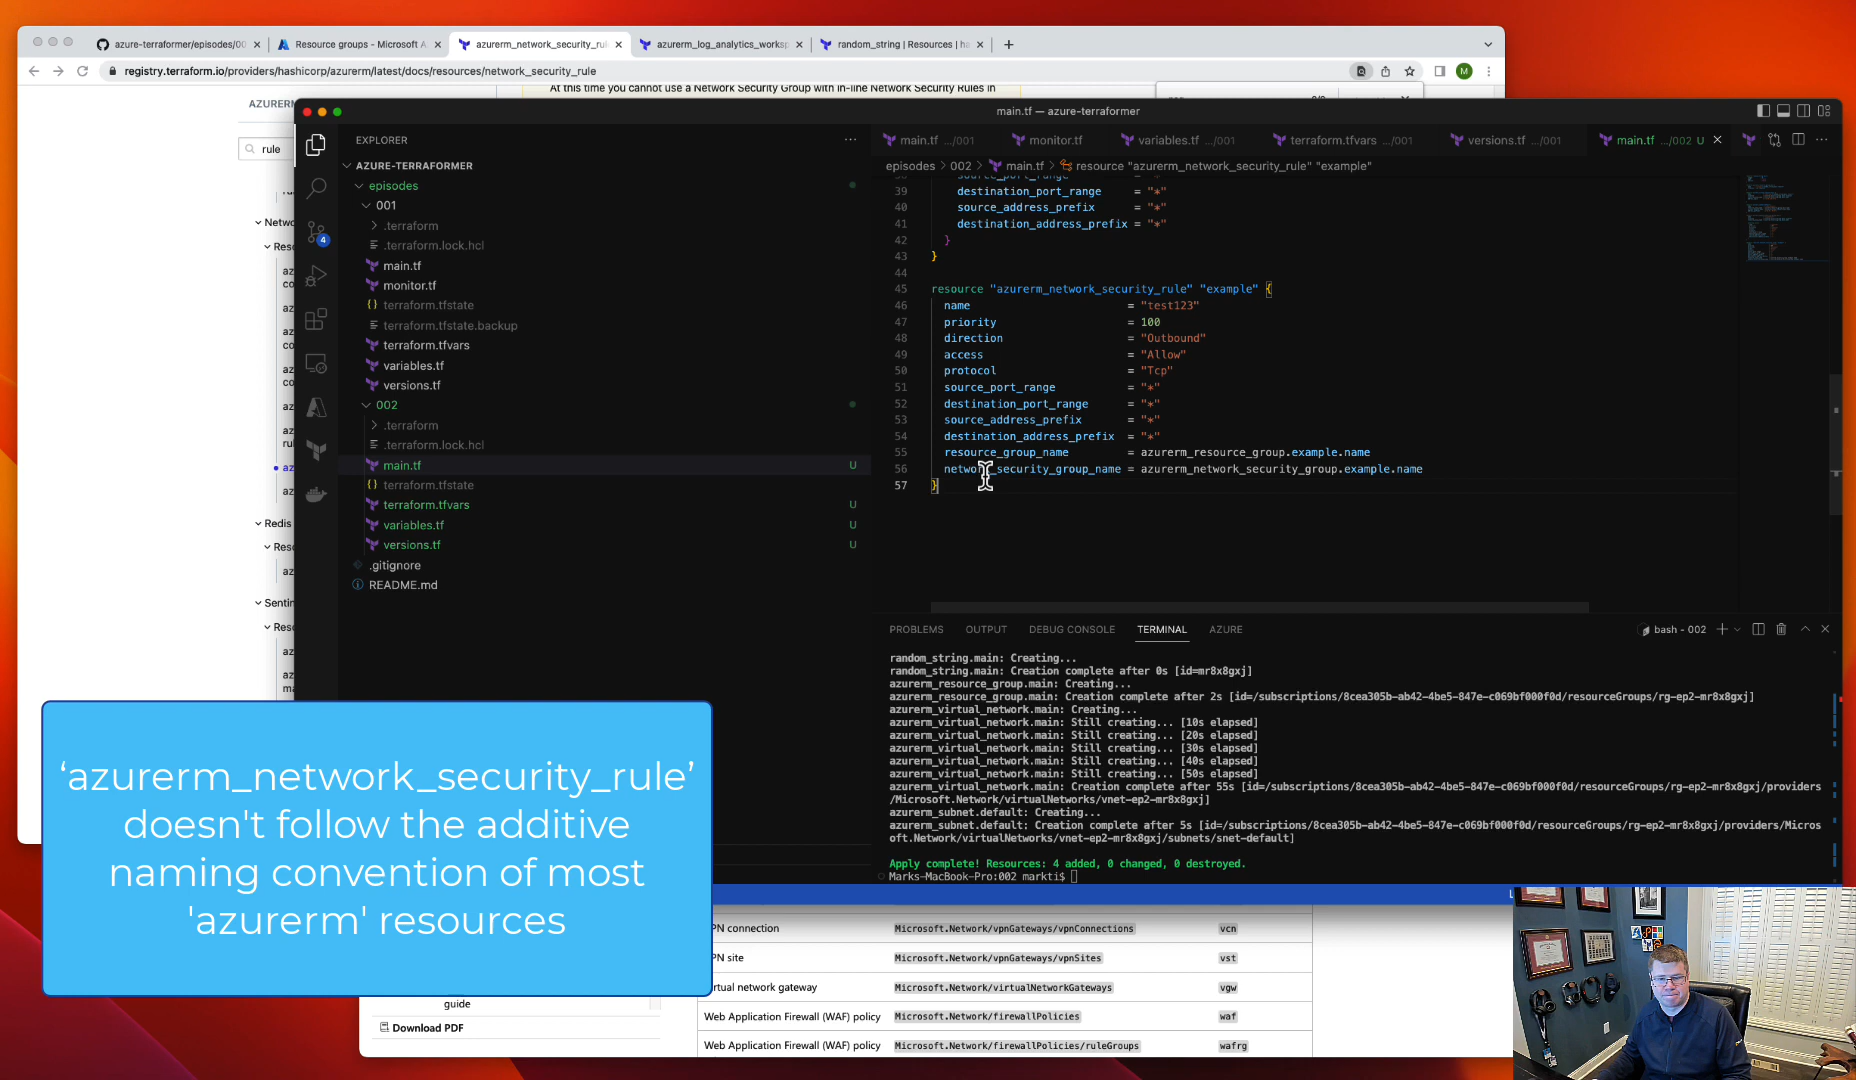 azure-terraformer/episodes/00
Resource groups - Microsoft A
azurerm_network_security_rul
azurerm_log_analytics_worksp
random_string | Resources | ha
registry.terraform.io/providers/hashicorp/azurerm/latest/docs/resources/network_security_rule
M
At this time you cannot use a Network Security Group with in-line Network Security Rules in
AZURERM
rule
Netwo
Reso
Redis
Sentin
main.tf — azure-terraformer
EXPLORER
AZURE-TERRAFORMER
episodes
001
.terraform
.terraform.lock.hcl
main.tf
monitor.tf
terraform.tfstate
terraform.tfstate.backup
terraform.tfvars
variables.tf
versions.tf
002
.terraform
.terraform.lock.hcl
main.tf U
terraform.tfstate
terraform.tfvars U
variables.tf U
versions.tf U
.gitignore
README.md
4
main.tf .../001
monitor.tf
variables.tf .../001
terraform.tfvars .../001
versions.tf .../001
main.tf .../002 U
episodes > 002 > main.tf > resource "azurerm_network_security_rule" "example"
39 destination_port_range = "*"
40 source_address_prefix = "*"
41 destination_address_prefix = "*"
42 }
43 }
44
45 resource "azurerm_network_security_rule" "example" {
46 name = "test123"
47 priority = 100
48 direction = "Outbound"
49 access = "Allow"
50 protocol = "Tcp"
51 source_port_range = "*"
52 destination_port_range = "*"
53 source_address_prefix = "*"
54 destination_address_prefix = "*"
55 resource_group_name = azurerm_resource_group.example.name
56 network_security_group_name = azurerm_network_security_group.example.name
57 }
PROBLEMS OUTPUT DEBUG CONSOLE TERMINAL AZURE
bash - 002
random_string.main: Creating...
random_string.main: Creation complete after 0s [id=mr8x8gxj]
azurerm_resource_group.main: Creating...
azurerm_resource_group.main: Creation complete after 2s [id=/subscriptions/8cea305b-ab42-4be5-847e-c069bf000f0d/resourceGroups/rg-ep2-mr8x8gxj]
azurerm_virtual_network.main: Creating...
azurerm_virtual_network.main: Still creating... [10s elapsed]
azurerm_virtual_network.main: Still creating... [20s elapsed]
azurerm_virtual_network.main: Still creating... [30s elapsed]
azurerm_virtual_network.main: Still creating... [40s elapsed]
azurerm_virtual_network.main: Still creating... [50s elapsed]
azurerm_virtual_network.main: Creation complete after 55s [id=/subscriptions/8cea305b-ab42-4be5-847e-c069bf000f0d/resourceGroups/rg-ep2-mr8x8gxj/providers
/Microsoft.Network/virtualNetworks/vnet-ep2-mr8x8gxj]
azurerm_subnet.default: Creating...
azurerm_subnet.default: Creation complete after 5s [id=/subscriptions/8cea305b-ab42-4be5-847e-c069bf000f0d/resourceGroups/rg-ep2-mr8x8gxj/providers/Micros
oft.Network/virtualNetworks/vnet-ep2-mr8x8gxj/subnets/snet-default]
Apply complete! Resources: 4 added, 0 changed, 0 destroyed.
Marks-MacBook-Pro:002 markti$
‘azurerm_network_security_rule’
doesn't follow the additive
naming convention of most
'azurerm' resources
PN connection Microsoft.Network/vpnGateways/vpnConnections vcn
PN site Microsoft.Network/vpnGateways/vpnSites vst
rtual network gateway Microsoft.Network/virtualNetworkGateways vgw
Web Application Firewall (WAF) policy Microsoft.Network/firewallPolicies waf
Web Application Firewall (WAF) policy Microsoft.Network/firewallPolicies/ruleGroups wafrg
guide
Download PDF